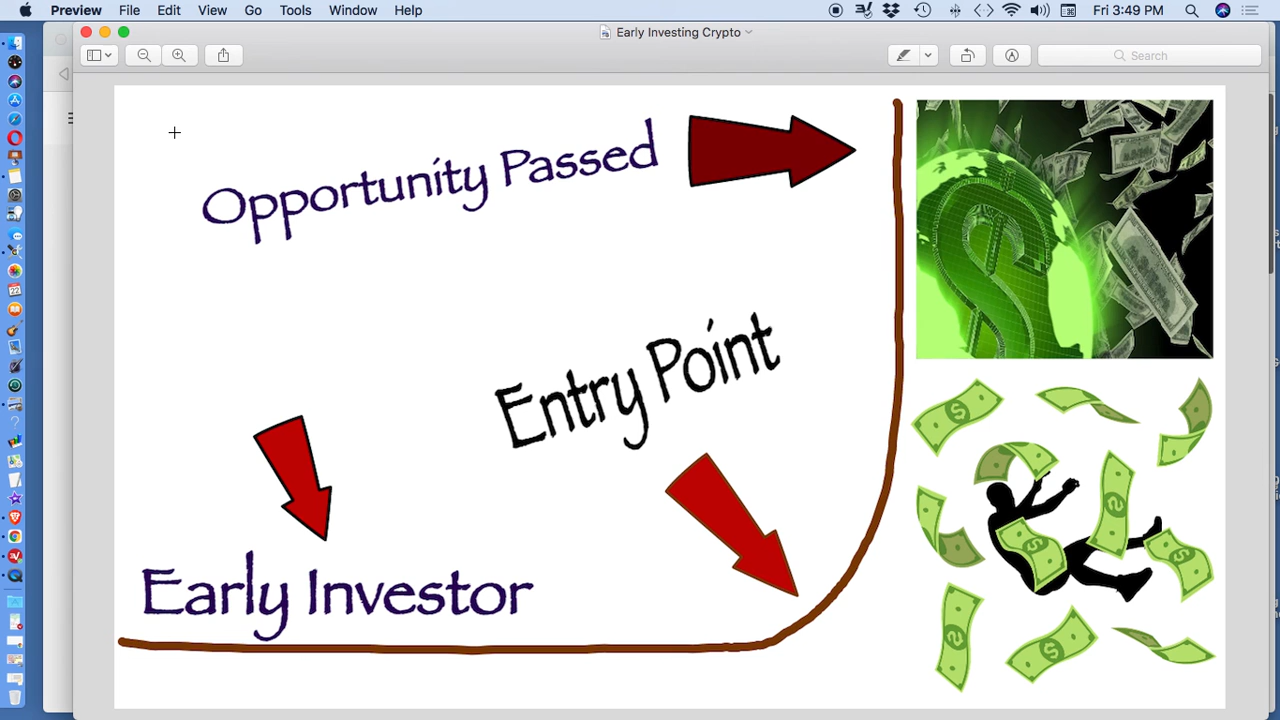 Preview File Edit View Go Tools Window Help Fri 3:49 PM
Early Investing Crypto
Search
Opportunity Passed
Entry Point
Early Investor